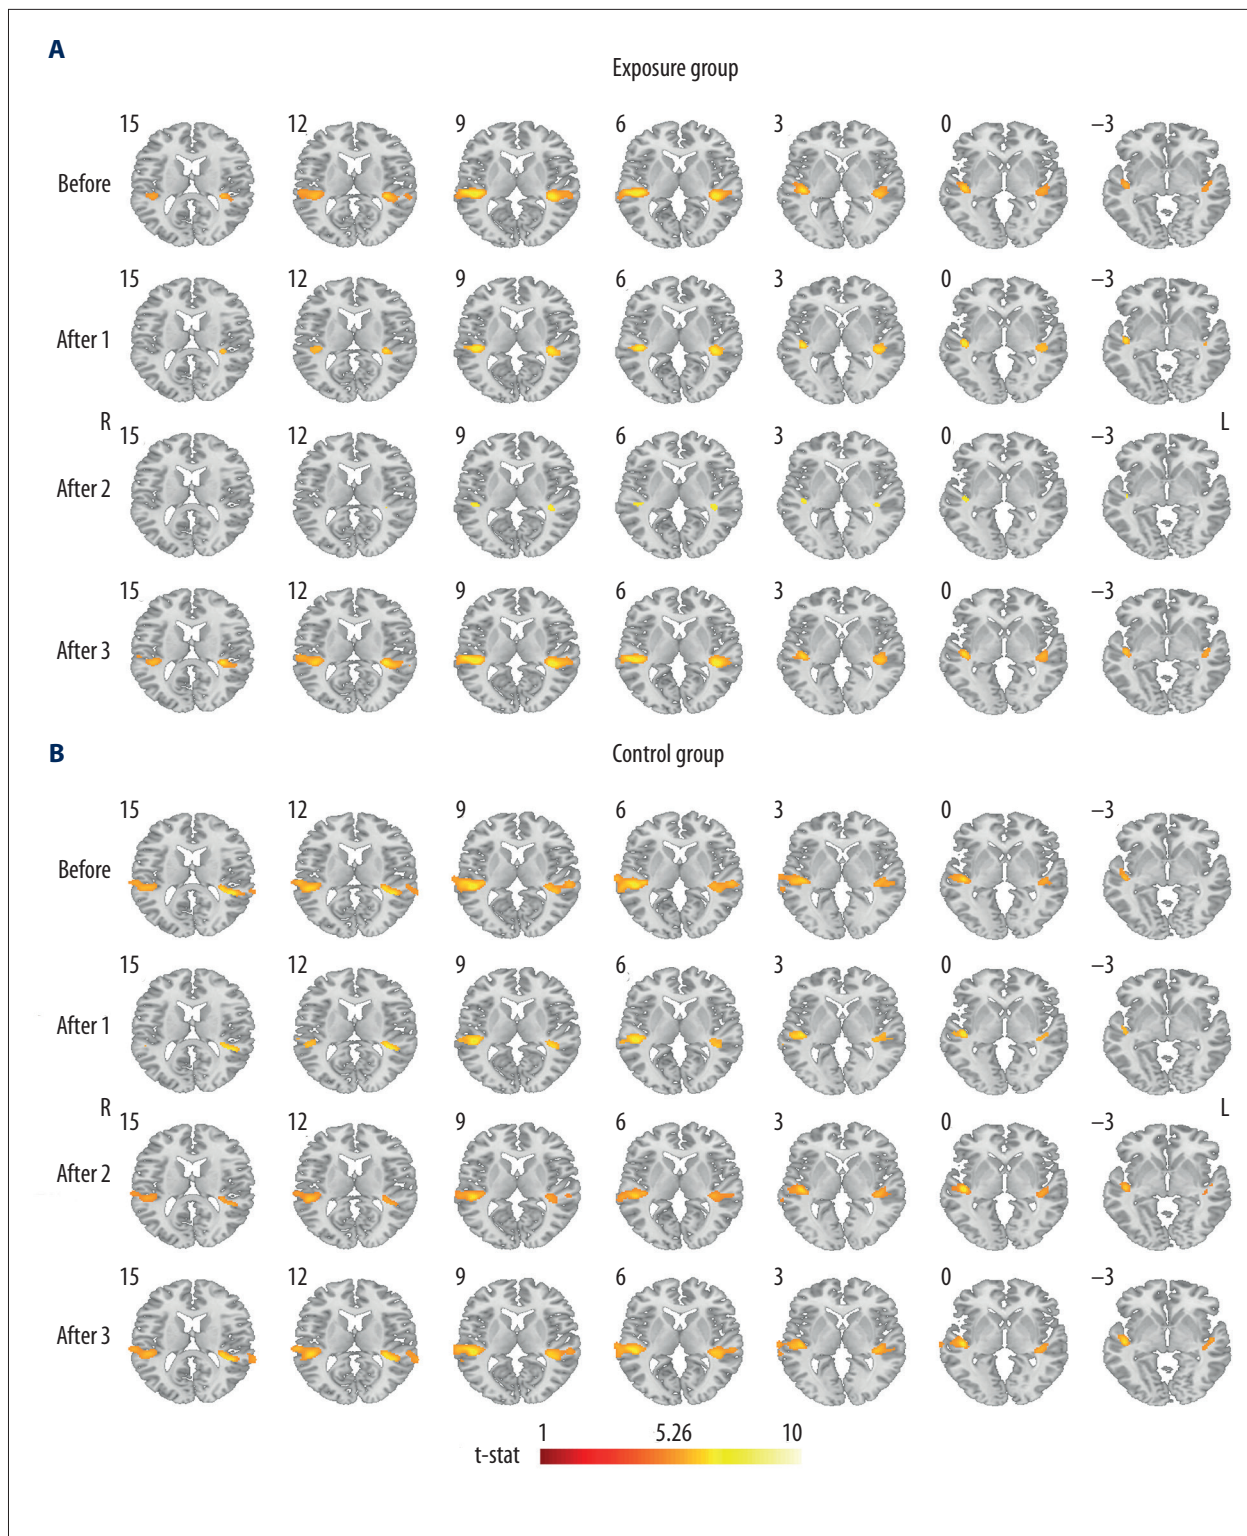 A
Exposure group
15 12 9 6 3 0 –3
Before
15 12 9 6 3 0 –3
After 1
R L
15 12 9 6 3 0 –3
After 2
15 12 9 6 3 0 –3
After 3
B
Control group
15 12 9 6 3 0 –3
Before
15 12 9 6 3 0 –3
After 1
R L
15 12 9 6 3 0 –3
After 2
15 12 9 6 3 0 –3
After 3
1 5.26 10
t-stat